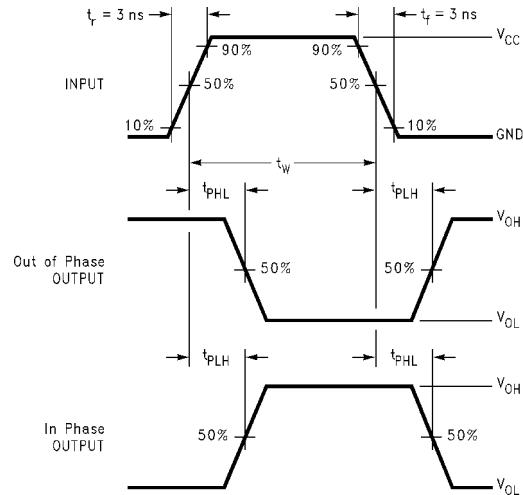 t_r = 3 ns
t_f = 3 ns
V_CC
90%
90%
INPUT
50%
50%
10%
10%
GND
t_W
t_PHL
t_PLH
V_OH
Out of Phase
OUTPUT
50%
50%
V_OL
t_PLH
t_PHL
V_OH
In Phase
OUTPUT
50%
50%
V_OL